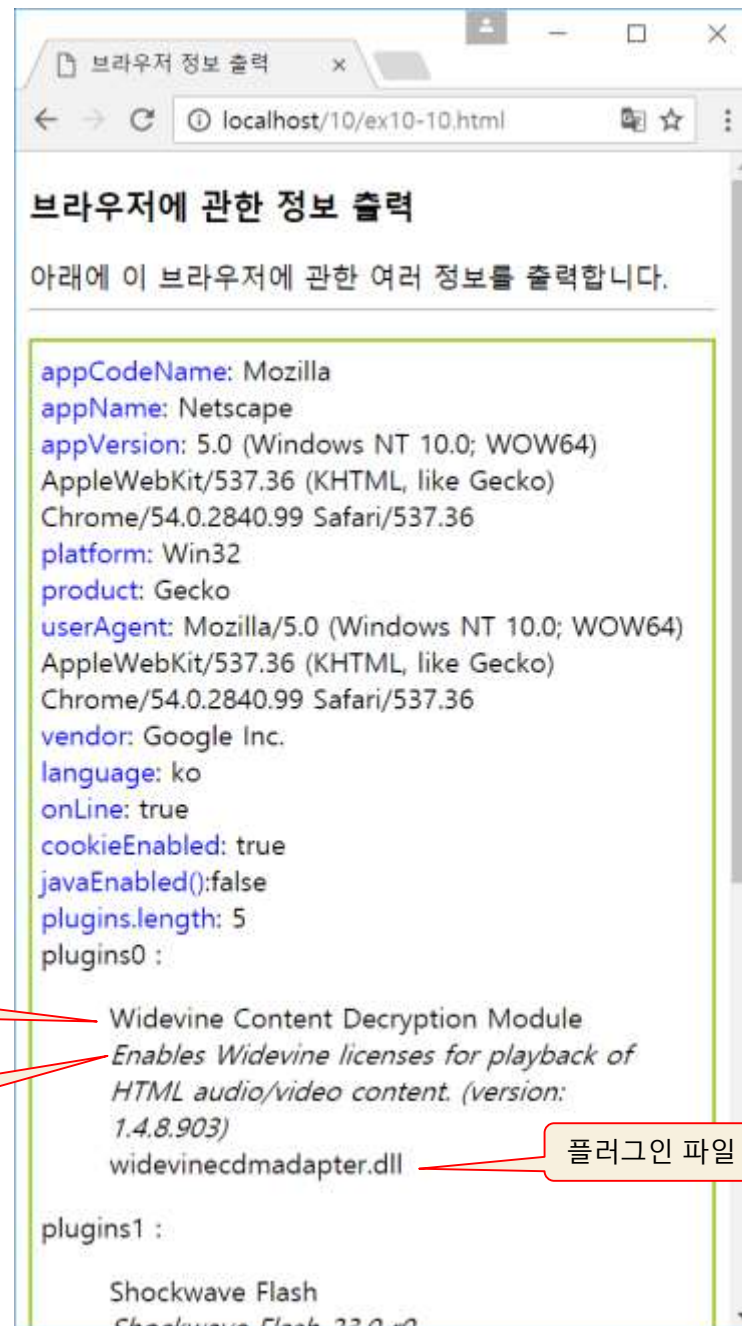 브라우저 정보 출력
localhost/10/ex10-10.html
브라우저에 관한 정보 출력
아래에 이 브라우저에 관한 여러 정보를 출력합니다.
appCodeName: Mozilla
appName: Netscape
appVersion: 5.0 (Windows NT 10.0; WOW64)
AppleWebKit/537.36 (KHTML, like Gecko)
Chrome/54.0.2840.99 Safari/537.36
platform: Win32
product: Gecko
userAgent: Mozilla/5.0 (Windows NT 10.0; WOW64)
AppleWebKit/537.36 (KHTML, like Gecko)
Chrome/54.0.2840.99 Safari/537.36
vendor: Google Inc.
language: ko
onLine: true
cookieEnabled: true
javaEnabled():false
plugins.length: 5
plugins0 :
Widevine Content Decryption Module
Enables Widevine licenses for playback of
HTML audio/video content. (version:
1.4.8.903)
widevinecdmadapter.dll
플러그인 파일
plugins1 :
Shockwave Flash
Shockwave Flash 23.0 r0